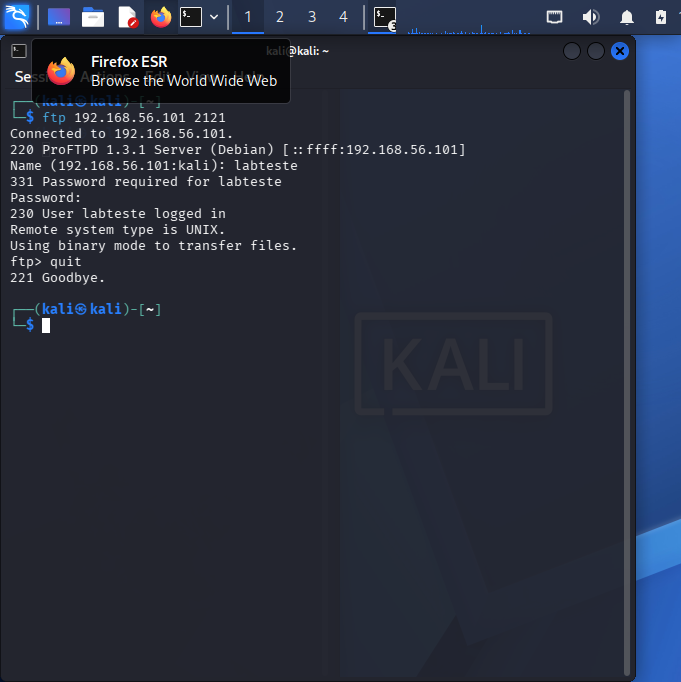 1 2 3 4
kali@kali: ~
Firefox ESR
Browse the World Wide Web
┌──(kali㉿kali)-[~]
└─$ ftp 192.168.56.101 2121
Connected to 192.168.56.101.
220 ProFTPD 1.3.1 Server (Debian) [::ffff:192.168.56.101]
Name (192.168.56.101:kali): labteste
331 Password required for labteste
Password:
230 User labteste logged in
Remote system type is UNIX.
Using binary mode to transfer files.
ftp> quit
221 Goodbye.
┌──(kali㉿kali)-[~]
└─$
KALI